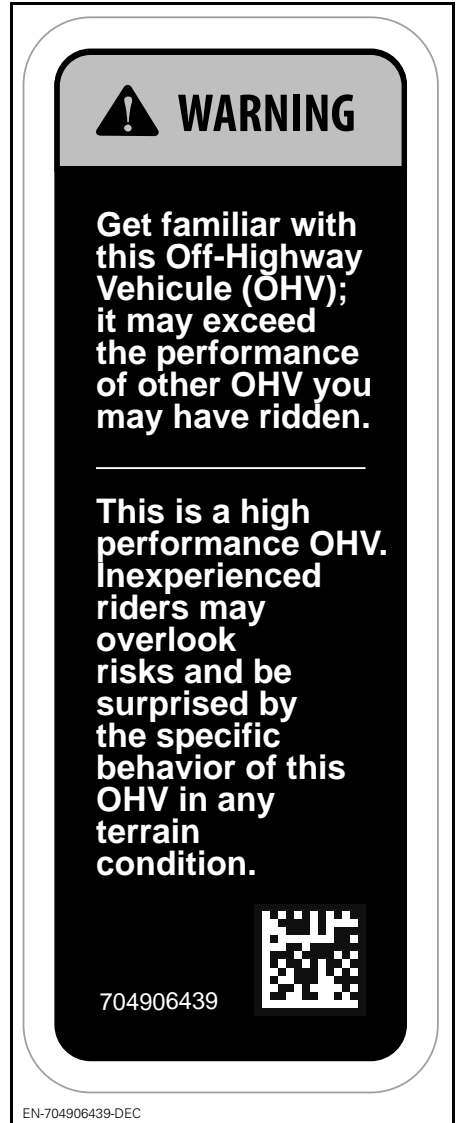 WARNING
Get familiar with
this Off-Highway
Vehicule (OHV);
it may exceed
the performance
of other OHV you
may have ridden.
This is a high
performance OHV.
Inexperienced
riders may
overlook
risks and be
surprised by
the specific
behavior of this
OHV in any
terrain
condition.
704906439
EN-704906439-DEC